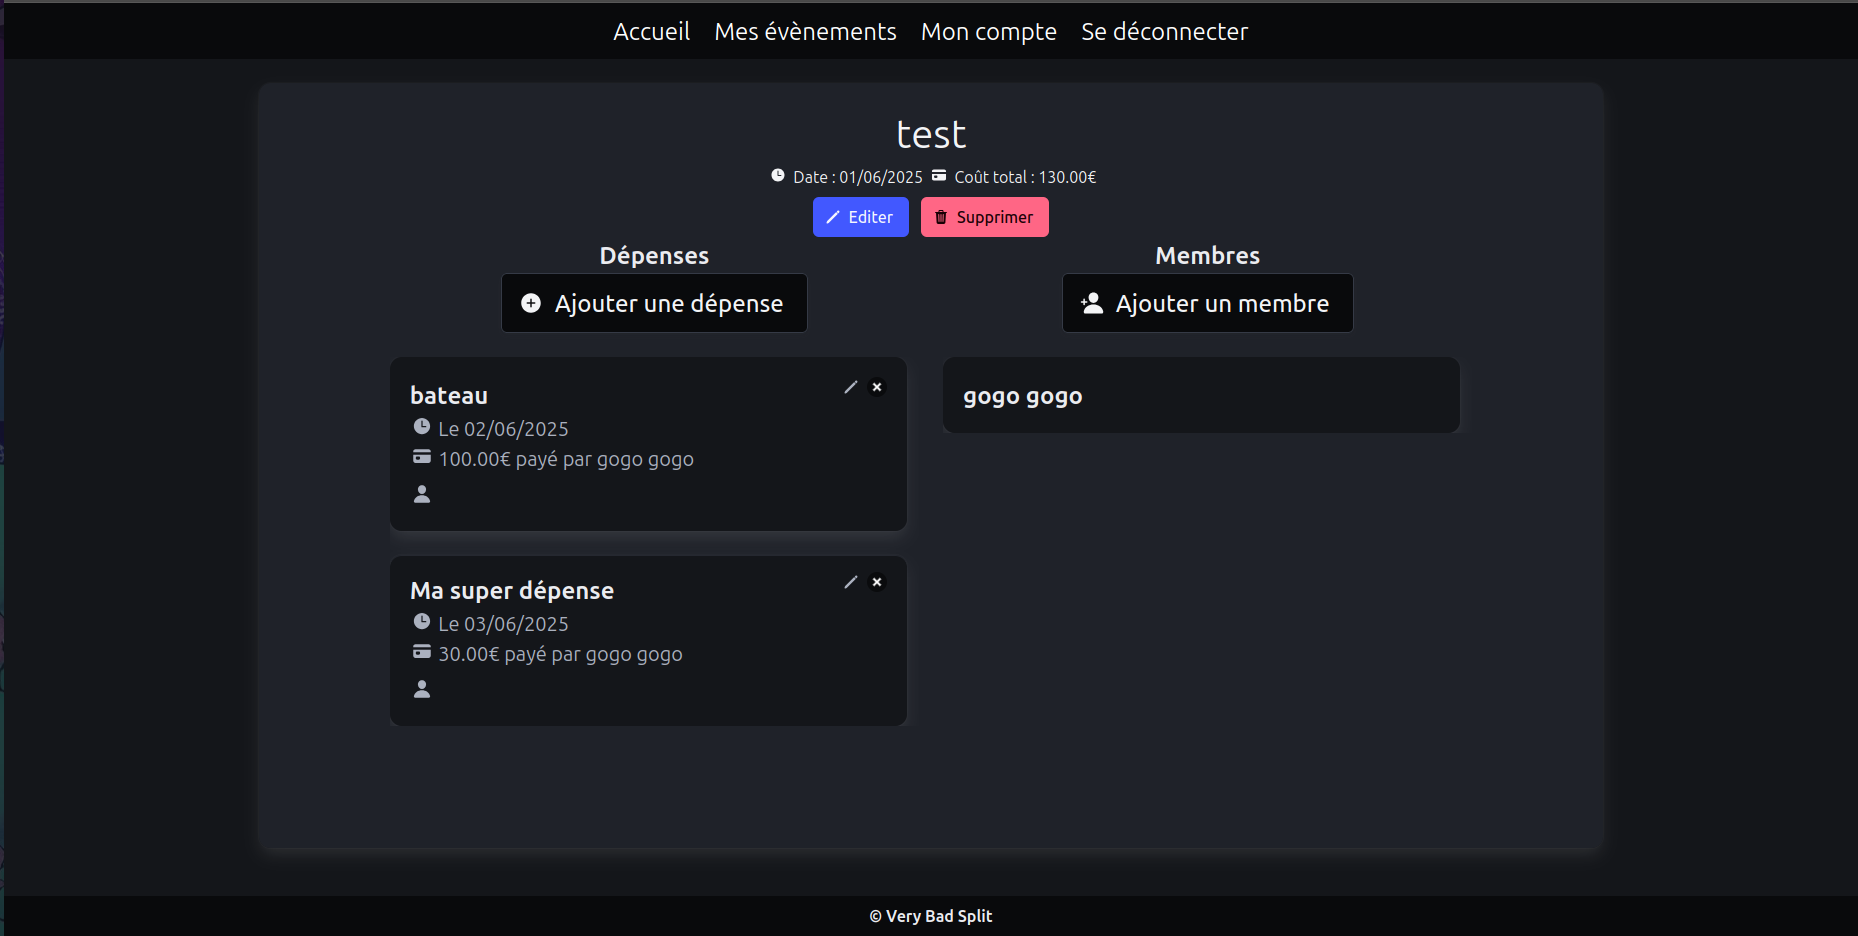 Accueil Mes évènements Mon compte Se déconnecter
test
Date : 01/06/2025 Coût total : 130.00€
Editer Supprimer
Dépenses
Ajouter une dépense
bateau
Le 02/06/2025
100.00€ payé par gogo gogo
Ma super dépense
Le 03/06/2025
30.00€ payé par gogo gogo
Membres
Ajouter un membre
gogo gogo
© Very Bad Split